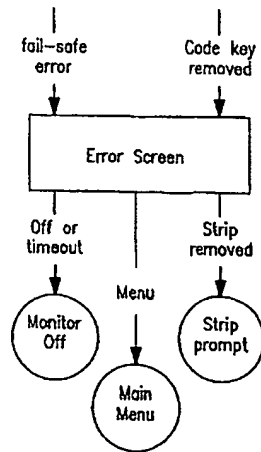 fail-safe
error
Code key
removed
Error Screen
Off or
timeout
Menu
Strip
removed
Monitor
Off
Main
Menu
Strip
prompt